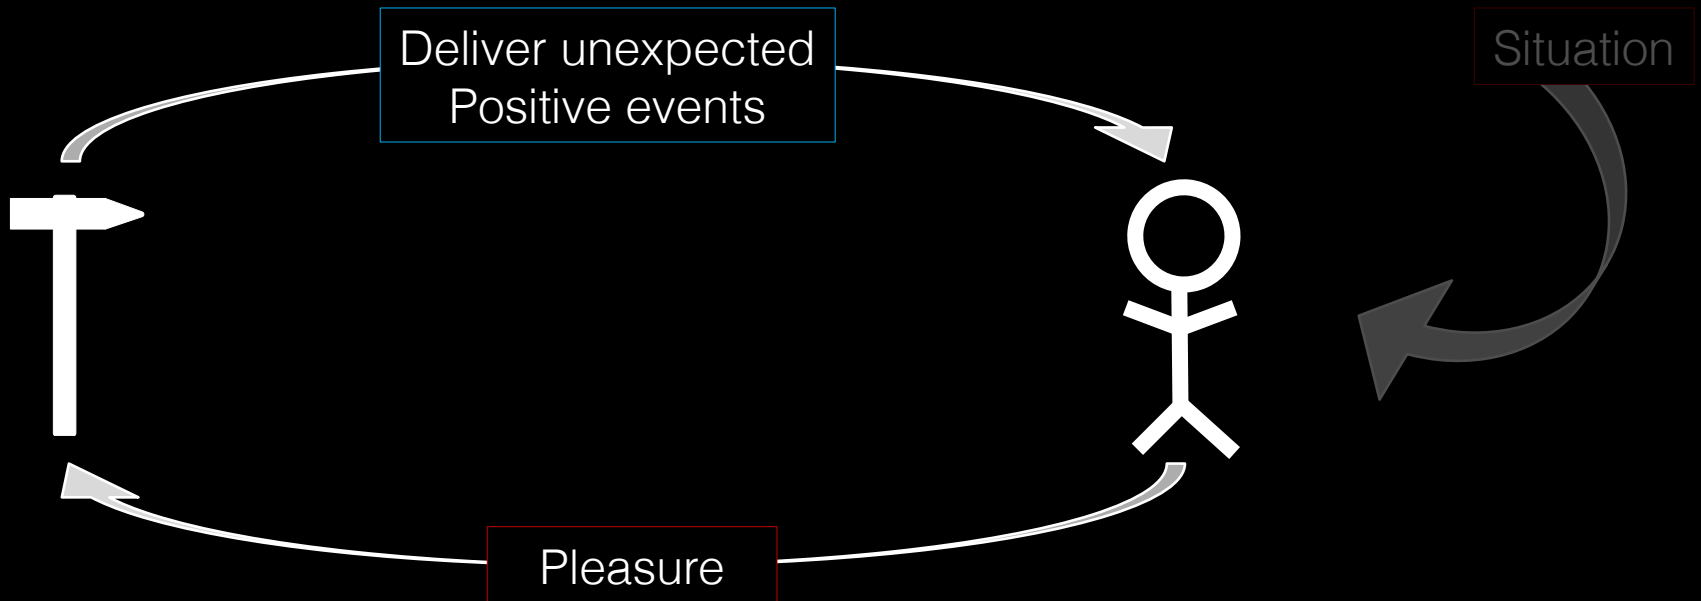 Deliver unexpected
Positive events
Situation
Pleasure